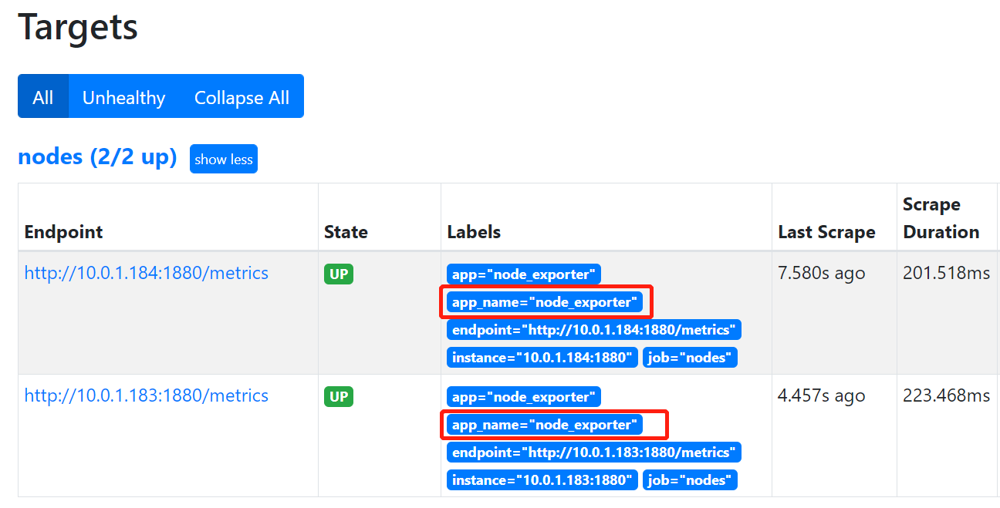 Targets
All Unhealthy Collapse All
nodes (2/2 up) show less
Endpoint State Labels Last Scrape Scrape Duration
http://10.0.1.184:1880/metrics UP app="node_exporter" 7.580s ago 201.518ms
app_name="node_exporter"
endpoint="http://10.0.1.184:1880/metrics"
instance="10.0.1.184:1880" job="nodes"
http://10.0.1.183:1880/metrics UP app="node_exporter" 4.457s ago 223.468ms
app_name="node_exporter"
endpoint="http://10.0.1.183:1880/metrics"
instance="10.0.1.183:1880" job="nodes"